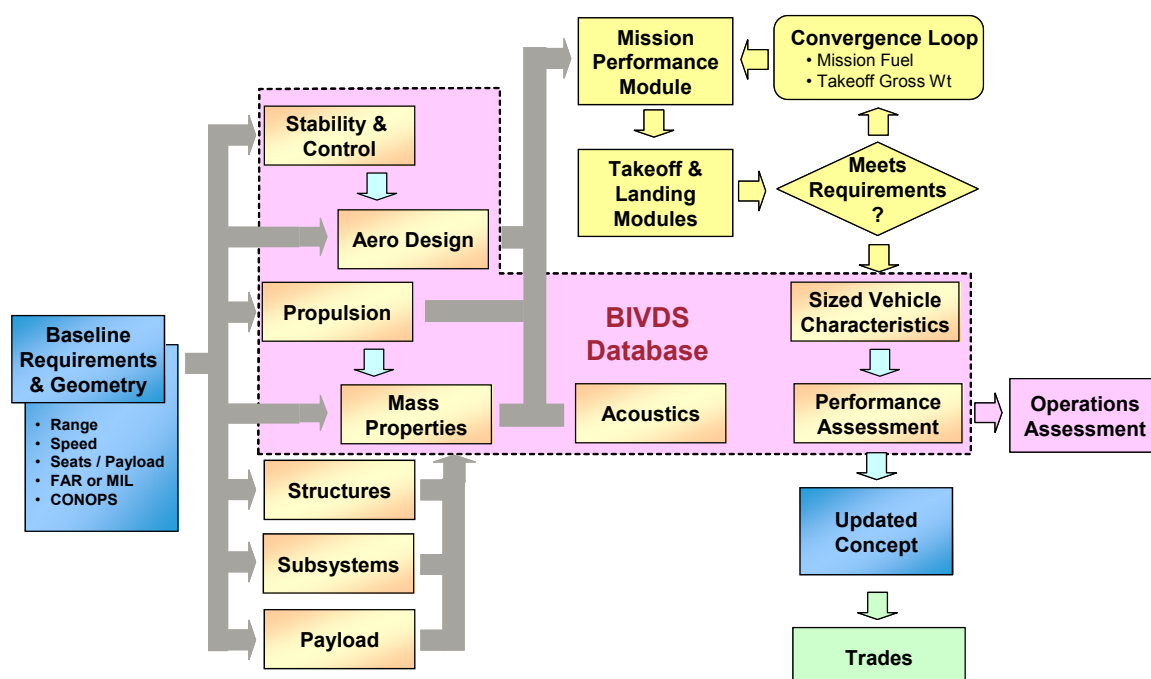 Mission
Performance
Module
Convergence Loop
• Mission Fuel
• Takeoff Gross Wt
Stability &
Control
Takeoff &
Landing
Modules
Meets
Requirements
?
Aero Design
Propulsion
BIVDS
Database
Sized Vehicle
Characteristics
Baseline
Requirements
& Geometry
• Range
• Speed
• Seats / Payload
• FAR or MIL
• CONOPS
Mass
Properties
Acoustics
Performance
Assessment
Operations
Assessment
Structures
Subsystems
Payload
Updated
Concept
Trades